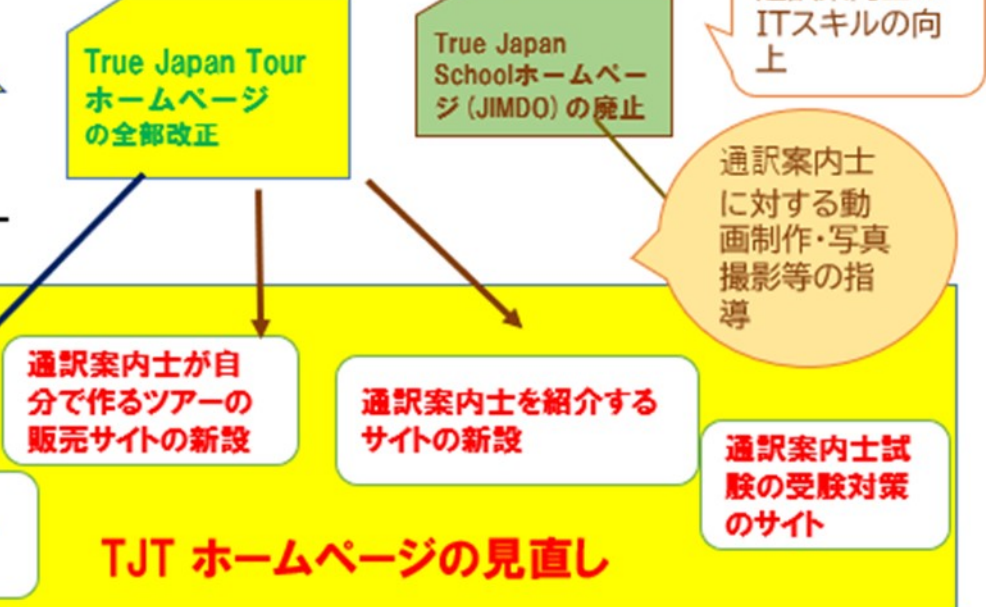 ITスキルの向
上
True Japan Tour
ホームページ
の全部改正
True Japan
Schoolホームペー
ジ(JIMDO)の廃止
通訳案内士
に対する動
画制作・写真
撮影等の指
導
通訳案内士が自
分で作るツアーの
販売サイトの新設
通訳案内士を紹介する
サイトの新設
通訳案内士試
験の受験対策
のサイト
TJT ホームページの見直し